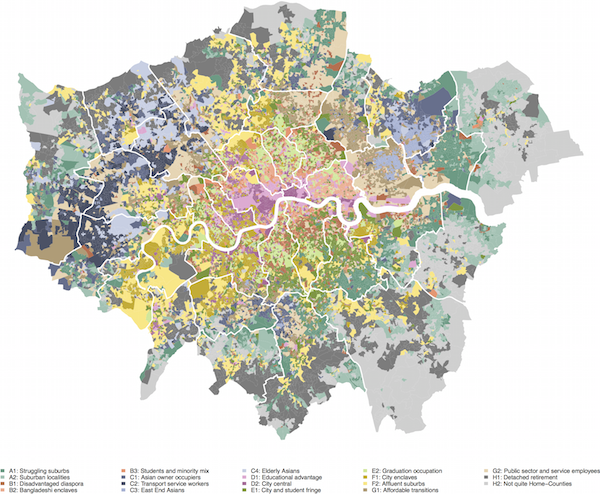 A1: Struggling suburbs
A2: Suburban localities
B1: Disadvantaged diaspora
B2: Bangladeshi enclaves
B3: Students and minority mix
C1: Asian owner occupiers
C2: Transport service workers
C3: East End Asians
C4: Elderly Asians
D1: Educational advantage
D2: City central
E1: City and student fringe
E2: Graduation occupation
F1: City enclaves
F2: Affluent suburbs
G1: Affordable transitions
G2: Public sector and service employees
H1: Detached retirement
H2: Not quite Home-Counties